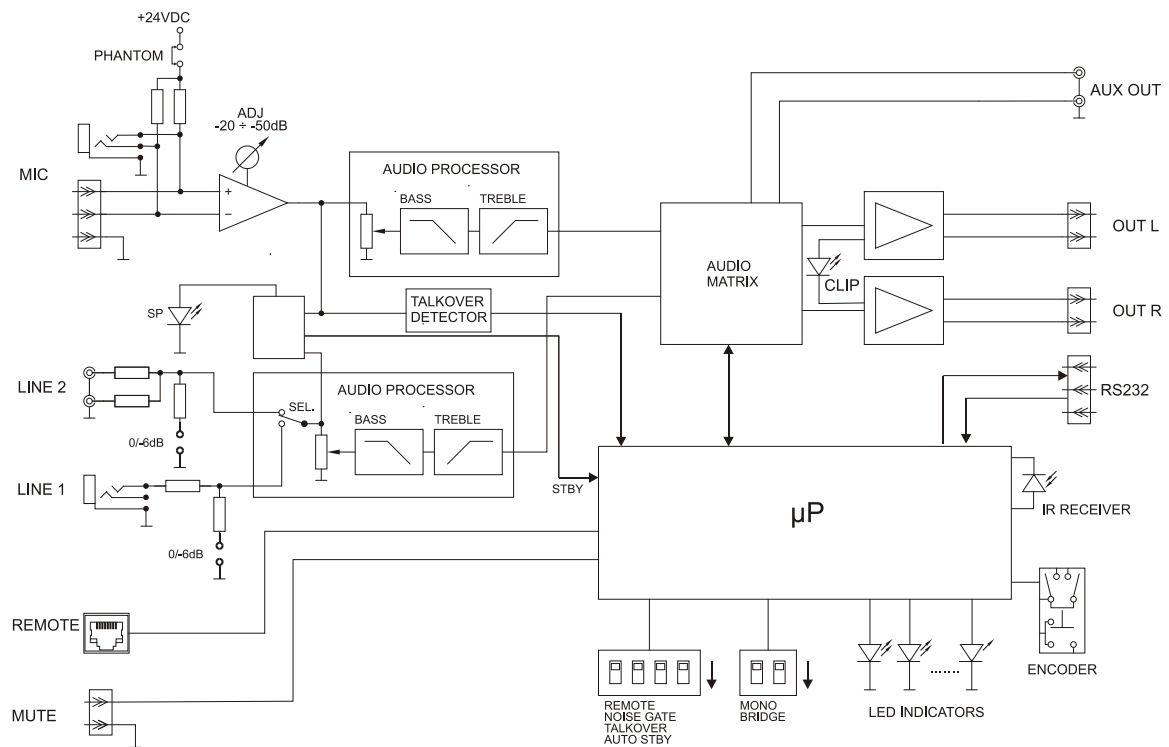 +24VDC
PHANTOM
ADJ
-20 ÷ -50dB
MIC
+
−
AUDIO PROCESSOR
BASS
TREBLE
AUX OUT
AUDIO
MATRIX
OUT L
CLIP
OUT R
SP
TALKOVER
DETECTOR
RS232
LINE 2
0/-6dB
AUDIO PROCESSOR
SEL.
BASS
TREBLE
LINE 1
0/-6dB
STBY
µP
IR RECEIVER
REMOTE
ENCODER
REMOTE
NOISE GATE
TALKOVER
AUTO STBY
MONO
BRIDGE
........
LED INDICATORS
MUTE